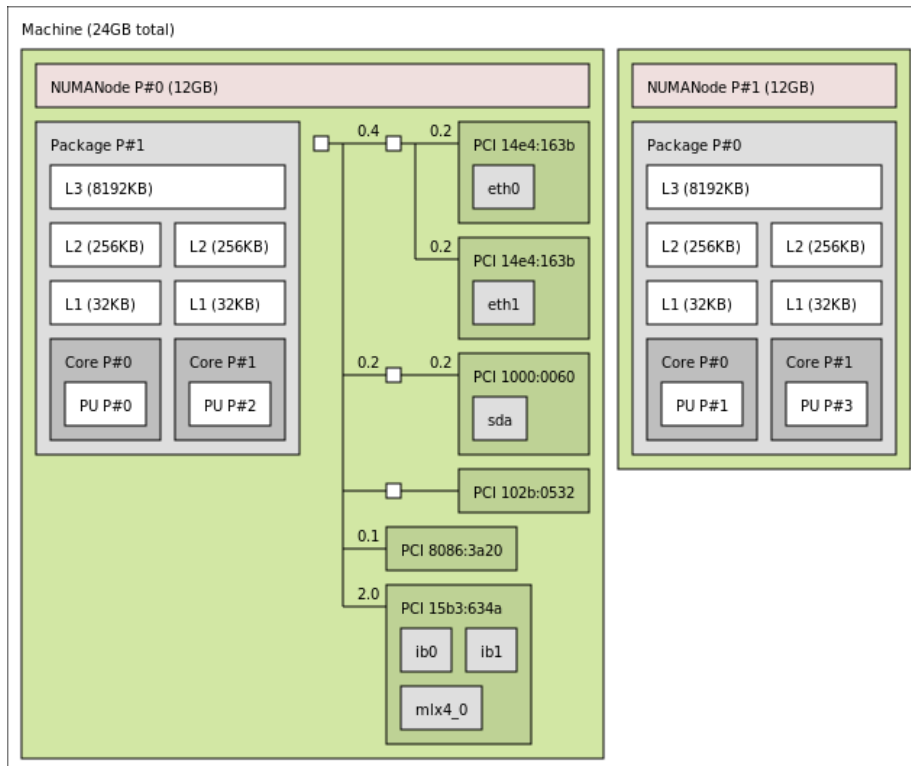 Machine (24GB total)
NUMANode P#0 (12GB)
Package P#1
L3 (8192KB)
L2 (256KB) L2 (256KB)
L1 (32KB) L1 (32KB)
Core P#0 Core P#1
PU P#0 PU P#2
0.4 0.2 PCI 14e4:163b
eth0
0.2 PCI 14e4:163b
eth1
0.2 0.2 PCI 1000:0060
sda
PCI 102b:0532
0.1 PCI 8086:3a20
2.0 PCI 15b3:634a
ib0 ib1
mlx4_0
NUMANode P#1 (12GB)
Package P#0
L3 (8192KB)
L2 (256KB) L2 (256KB)
L1 (32KB) L1 (32KB)
Core P#0 Core P#1
PU P#1 PU P#3